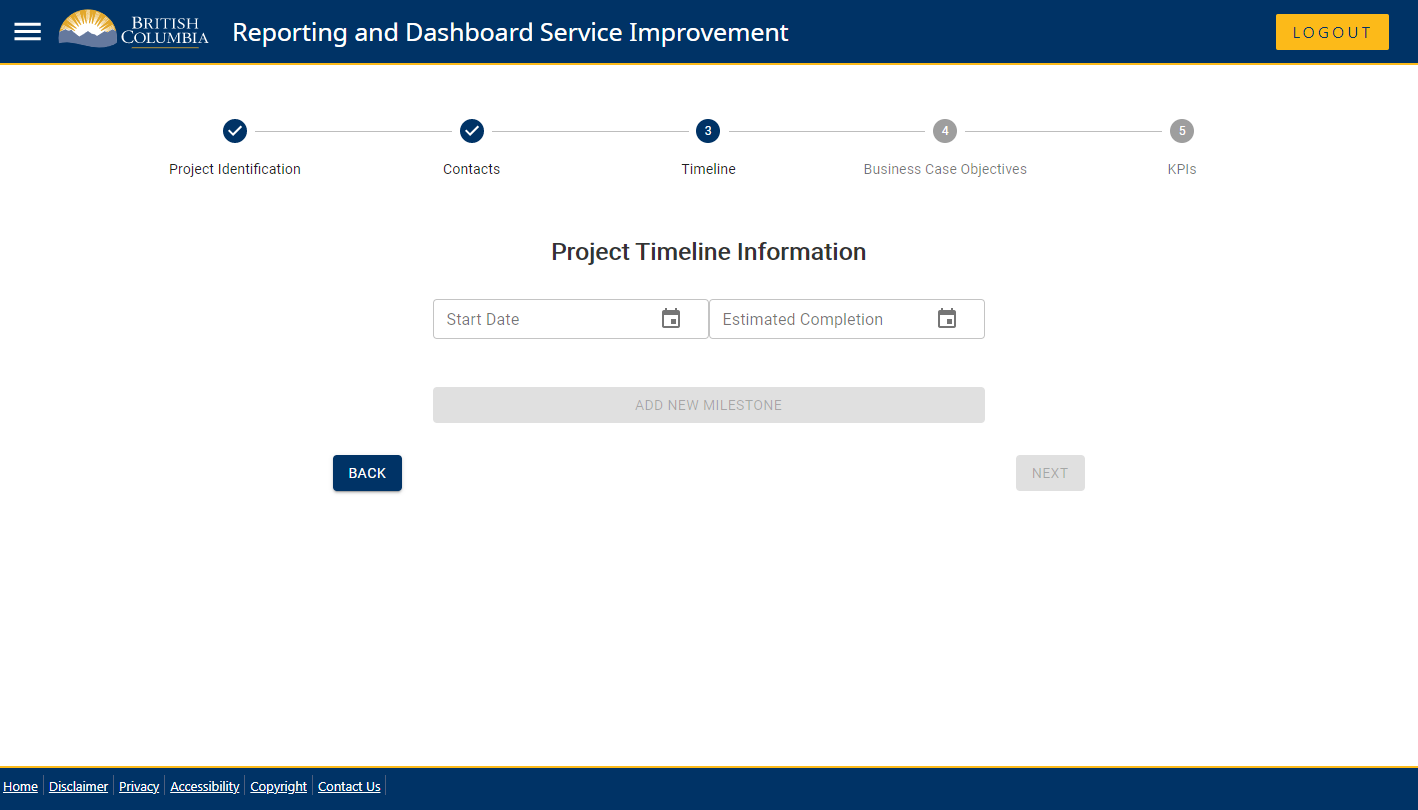 BRITISH
COLUMBIA
Reporting and Dashboard Service Improvement
LOGOUT
3
4
5
Project Identification
Contacts
Timeline
Business Case Objectives
KPIs
Project Timeline Information
Start Date
Estimated Completion
ADD NEW MILESTONE
BACK
NEXT
Home
Disclaimer
Privacy
Accessibility
Copyright
Contact Us